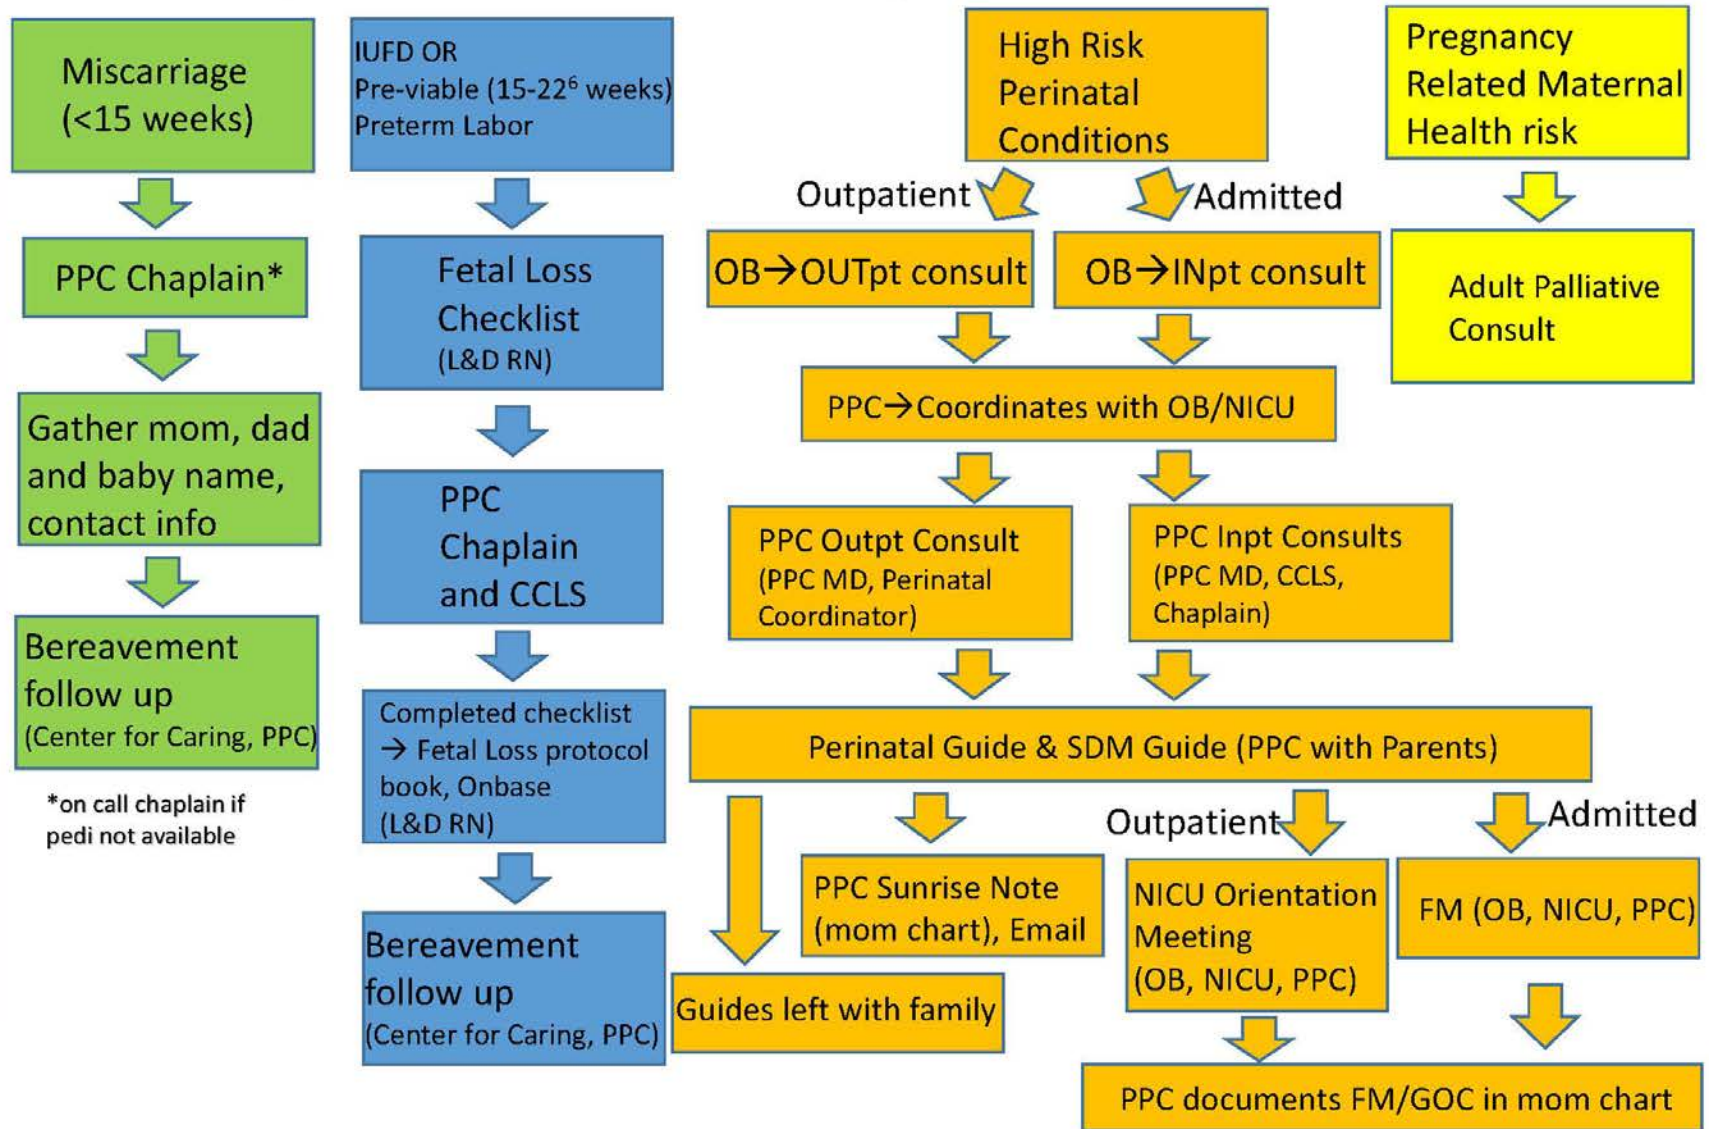 Miscarriage
(<15 weeks)
PPC Chaplain*
Gather mom, dad
and baby name,
contact info
Bereavement
follow up
(Center for Caring, PPC)
*on call chaplain if
pedi not available
IUFD OR
Pre-viable (15-22⁶ weeks)
Preterm Labor
Fetal Loss
Checklist
(L&D RN)
PPC
Chaplain
and CCLS
Completed checklist
→ Fetal Loss protocol
book, Onbase
(L&D RN)
Bereavement
follow up
(Center for Caring, PPC)
High Risk
Perinatal
Conditions
Outpatient
Admitted
OB→OUTpt consult
OB→INpt consult
PPC→Coordinates with OB/NICU
PPC Outpt Consult
(PPC MD, Perinatal
Coordinator)
PPC Inpt Consults
(PPC MD, CCLS,
Chaplain)
Perinatal Guide & SDM Guide (PPC with Parents)
Outpatient
Admitted
Guides left with family
PPC Sunrise Note
(mom chart), Email
NICU Orientation
Meeting
(OB, NICU, PPC)
FM (OB, NICU, PPC)
PPC documents FM/GOC in mom chart
Pregnancy
Related Maternal
Health risk
Adult Palliative
Consult